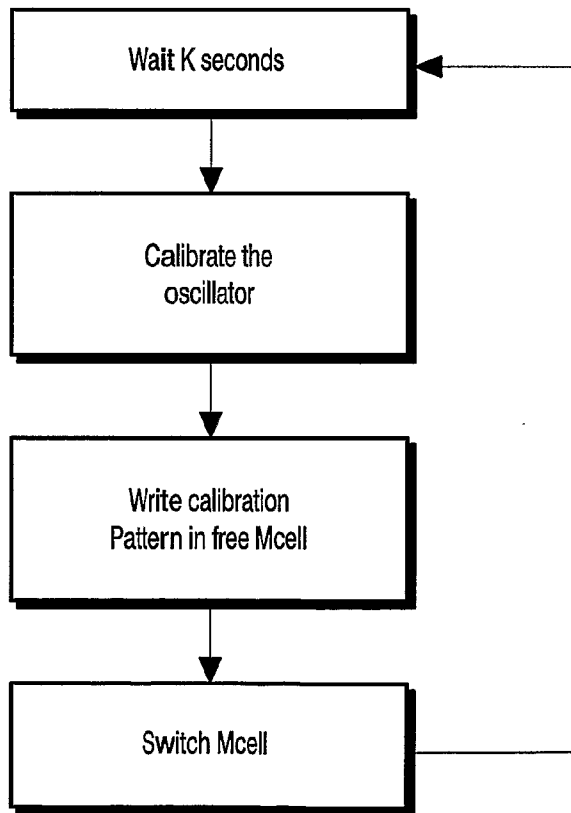 Wait K seconds
Calibrate the
oscillator
Write calibration
Pattern in free Mcell
Switch Mcell